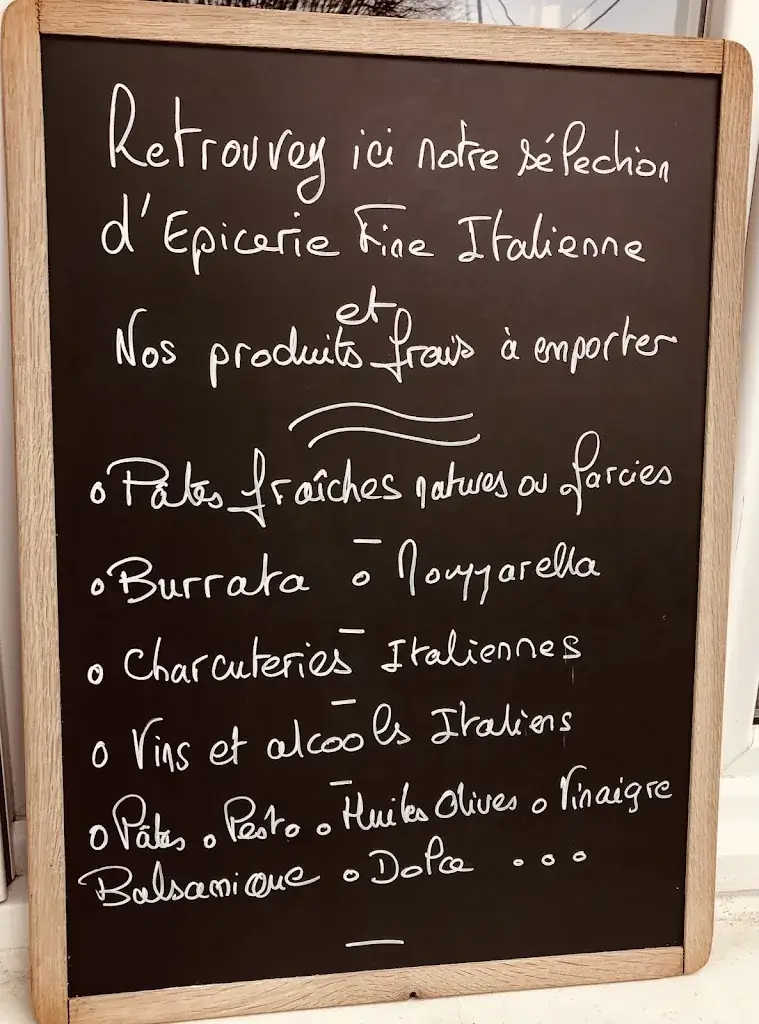 Retrouvez ici notre sélection
d'Epicerie Fine Italienne
et
Nos produits frais à emporter
o Pâtes fraîches natures ou farcies
o Burrata o Mozzarella
o Charcuteries Italiennes
o Vins et alcools Italiens
o Pâtes o Pesto o Huiles Olives o Vinaigre
Balsamique o Dolce ...